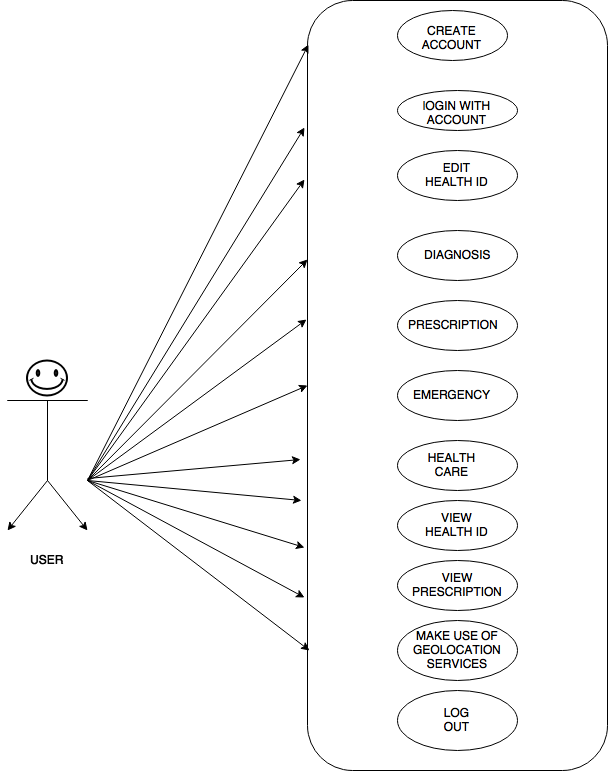 CREATE
ACCOUNT
lOGIN WITH
ACCOUNT
EDIT
HEALTH ID
DIAGNOSIS
PRESCRIPTION
EMERGENCY
HEALTH
CARE
VIEW
HEALTH ID
USER
VIEW
PRESCRIPTION
MAKE USE OF
GEOLOCATION
SERVICES
LOG
OUT